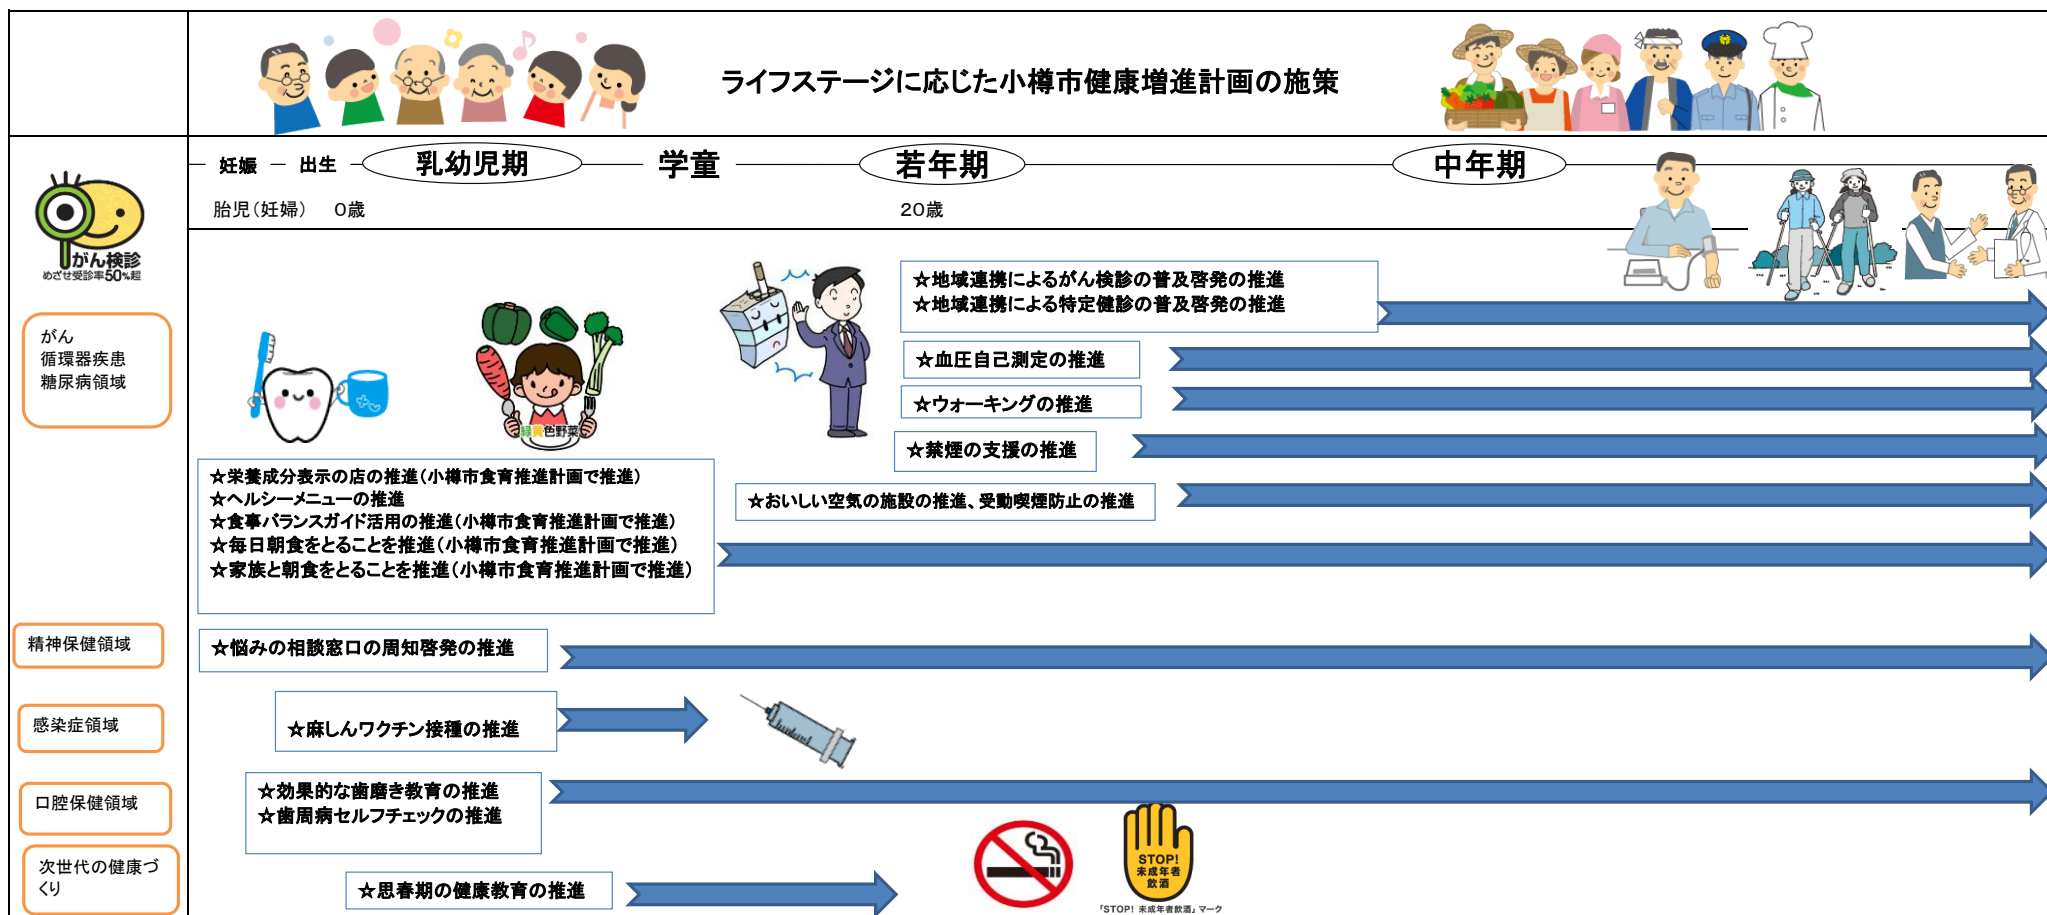 ライフステージに応じた小樽市健康増進計画の施策
妊娠 出生 乳幼児期 学童 若年期 中年期
胎児(妊婦) 0歳 20歳
がん検診
めざせ受診率50%超
がん
循環器疾患
糖尿病領域
☆地域連携によるがん検診の普及啓発の推進
☆地域連携による特定健診の普及啓発の推進
☆血圧自己測定の推進
☆ウォーキングの推進
☆禁煙の支援の推進
☆おいしい空気の施設の推進、受動喫煙防止の推進
緑黄色野菜
☆栄養成分表示の店の推進(小樽市食育推進計画で推進)
☆ヘルシーメニューの推進
☆食事バランスガイド活用の推進(小樽市食育推進計画で推進)
☆毎日朝食をとることを推進(小樽市食育推進計画で推進)
☆家族と朝食をとることを推進(小樽市食育推進計画で推進)
精神保健領域
☆悩みの相談窓口の周知啓発の推進
感染症領域
☆麻しんワクチン接種の推進
口腔保健領域
☆効果的な歯磨き教育の推進
☆歯周病セルフチェックの推進
次世代の健康づ
くり
☆思春期の健康教育の推進
STOP!
未成年者
飲酒
「STOP! 未成年者飲酒」マーク